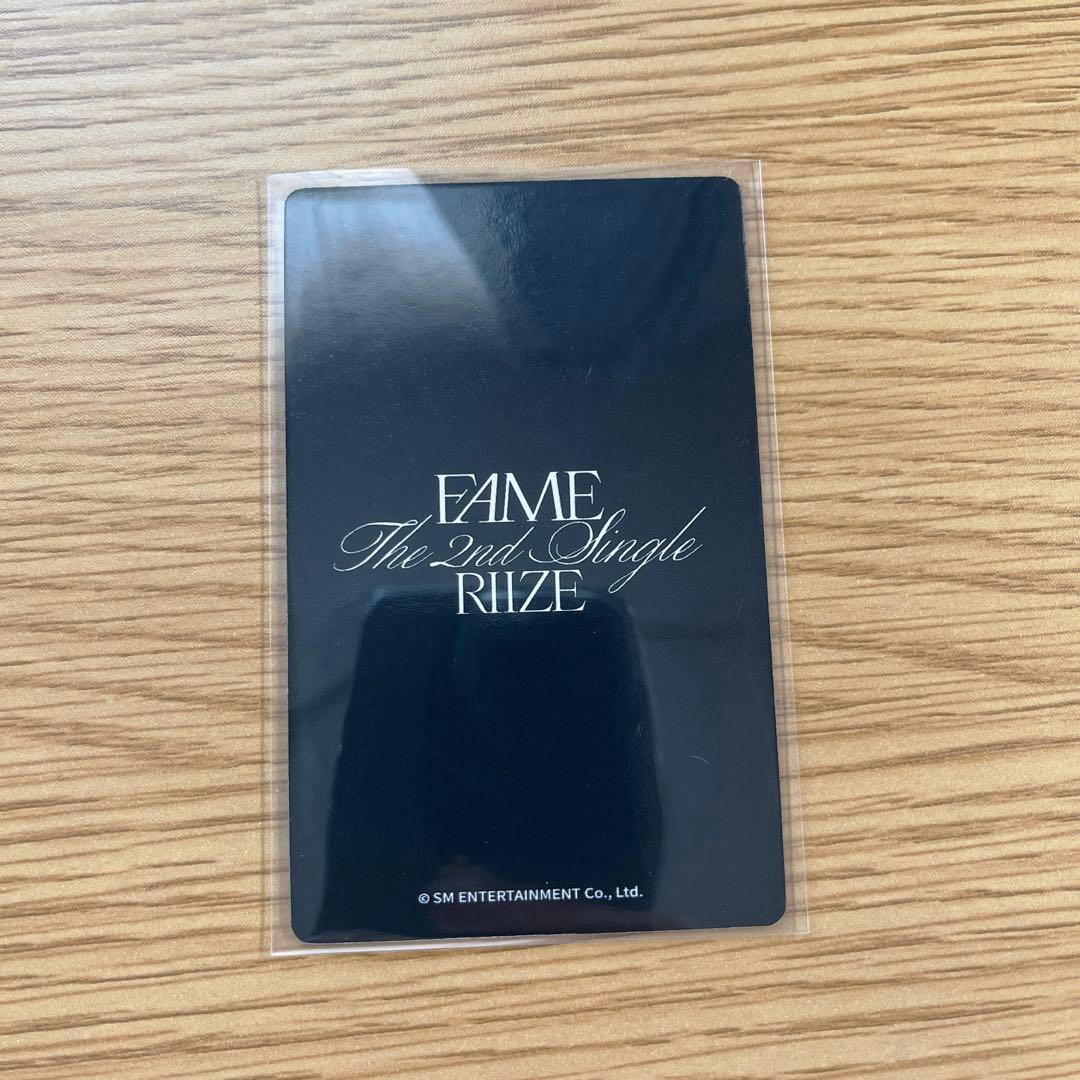 FAME
The 2nd Single
RIIZE
© SM ENTERTAINMENT Co., Ltd.